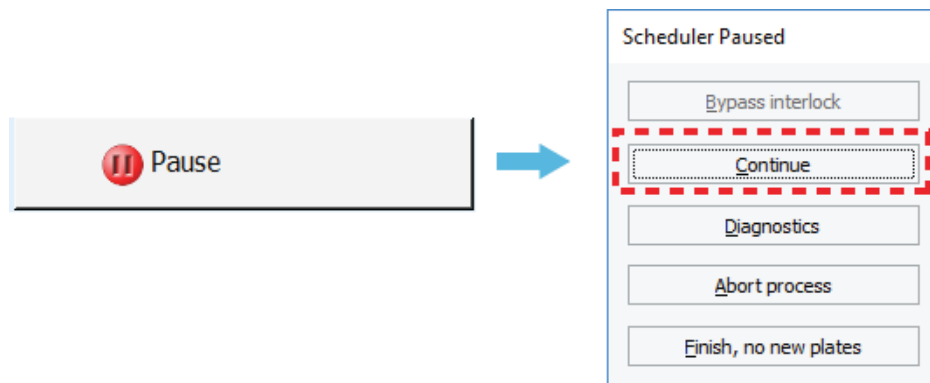 Pause
Scheduler Paused
Bypass interlock
Continue
Diagnostics
Abort process
Finish, no new plates